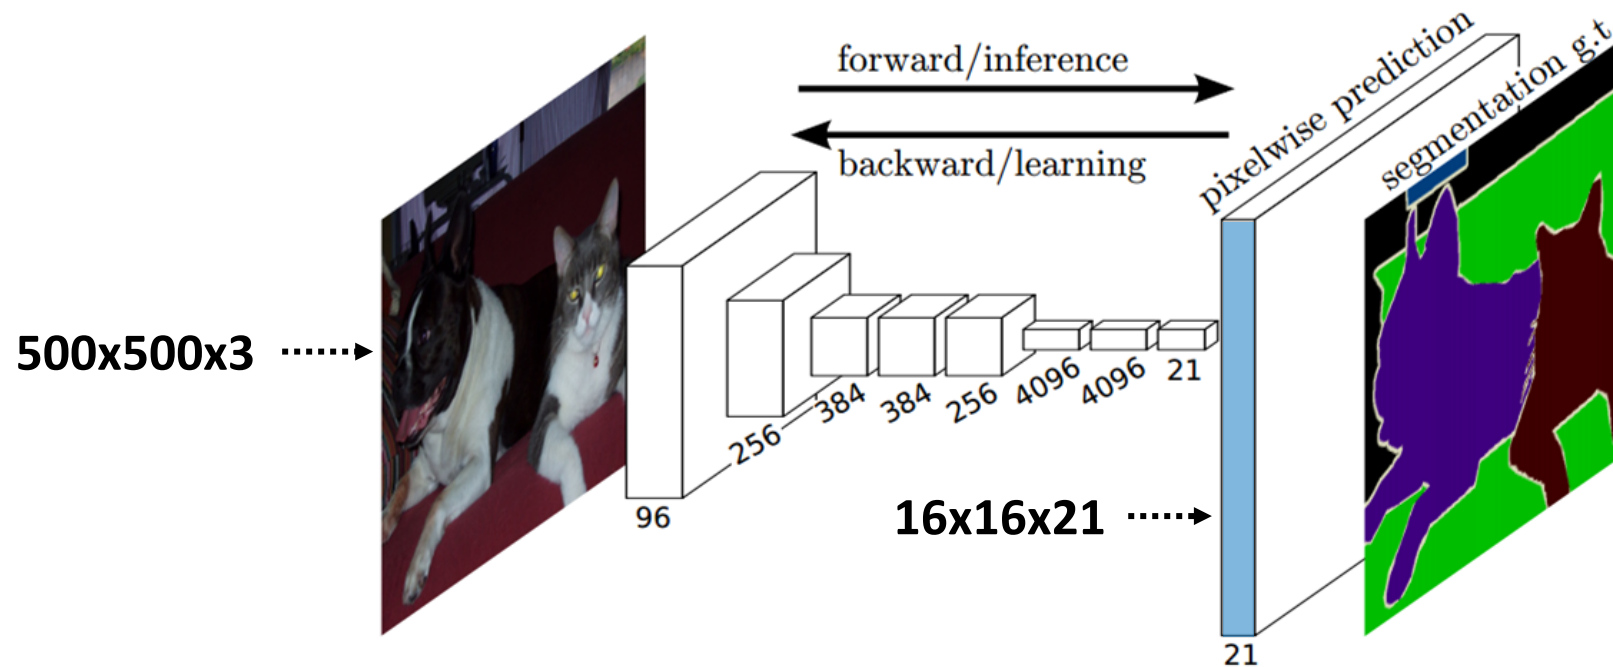 forward/inference
backward/learning
pixelwise prediction
segmentation g.t
500x500x3
96
256
384
384
256
4096
4096
21
16x16x21
21